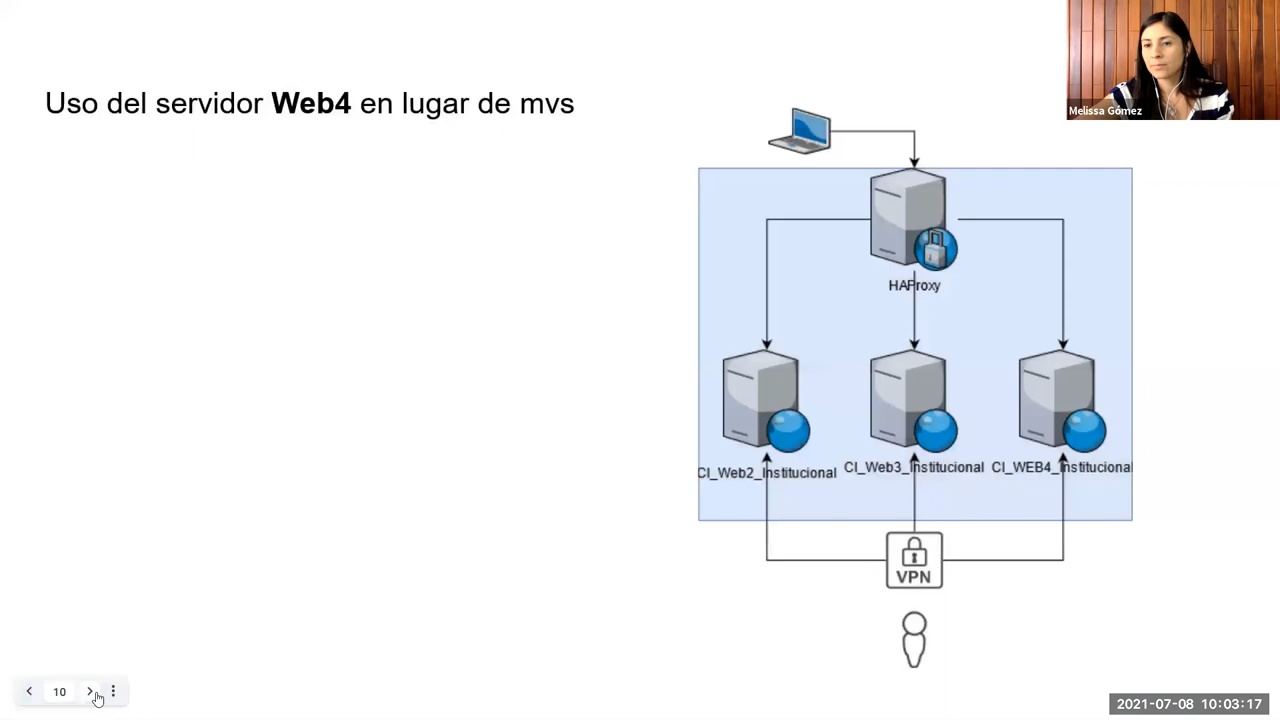 Uso del servidor Web4 en lugar de mvs
Melissa Gómez
HAProxy
CI_Web2_Institucional
CI_Web3_Institucional
CI_WEB4_Institucional
VPN
10
2021-07-08 10:03:17